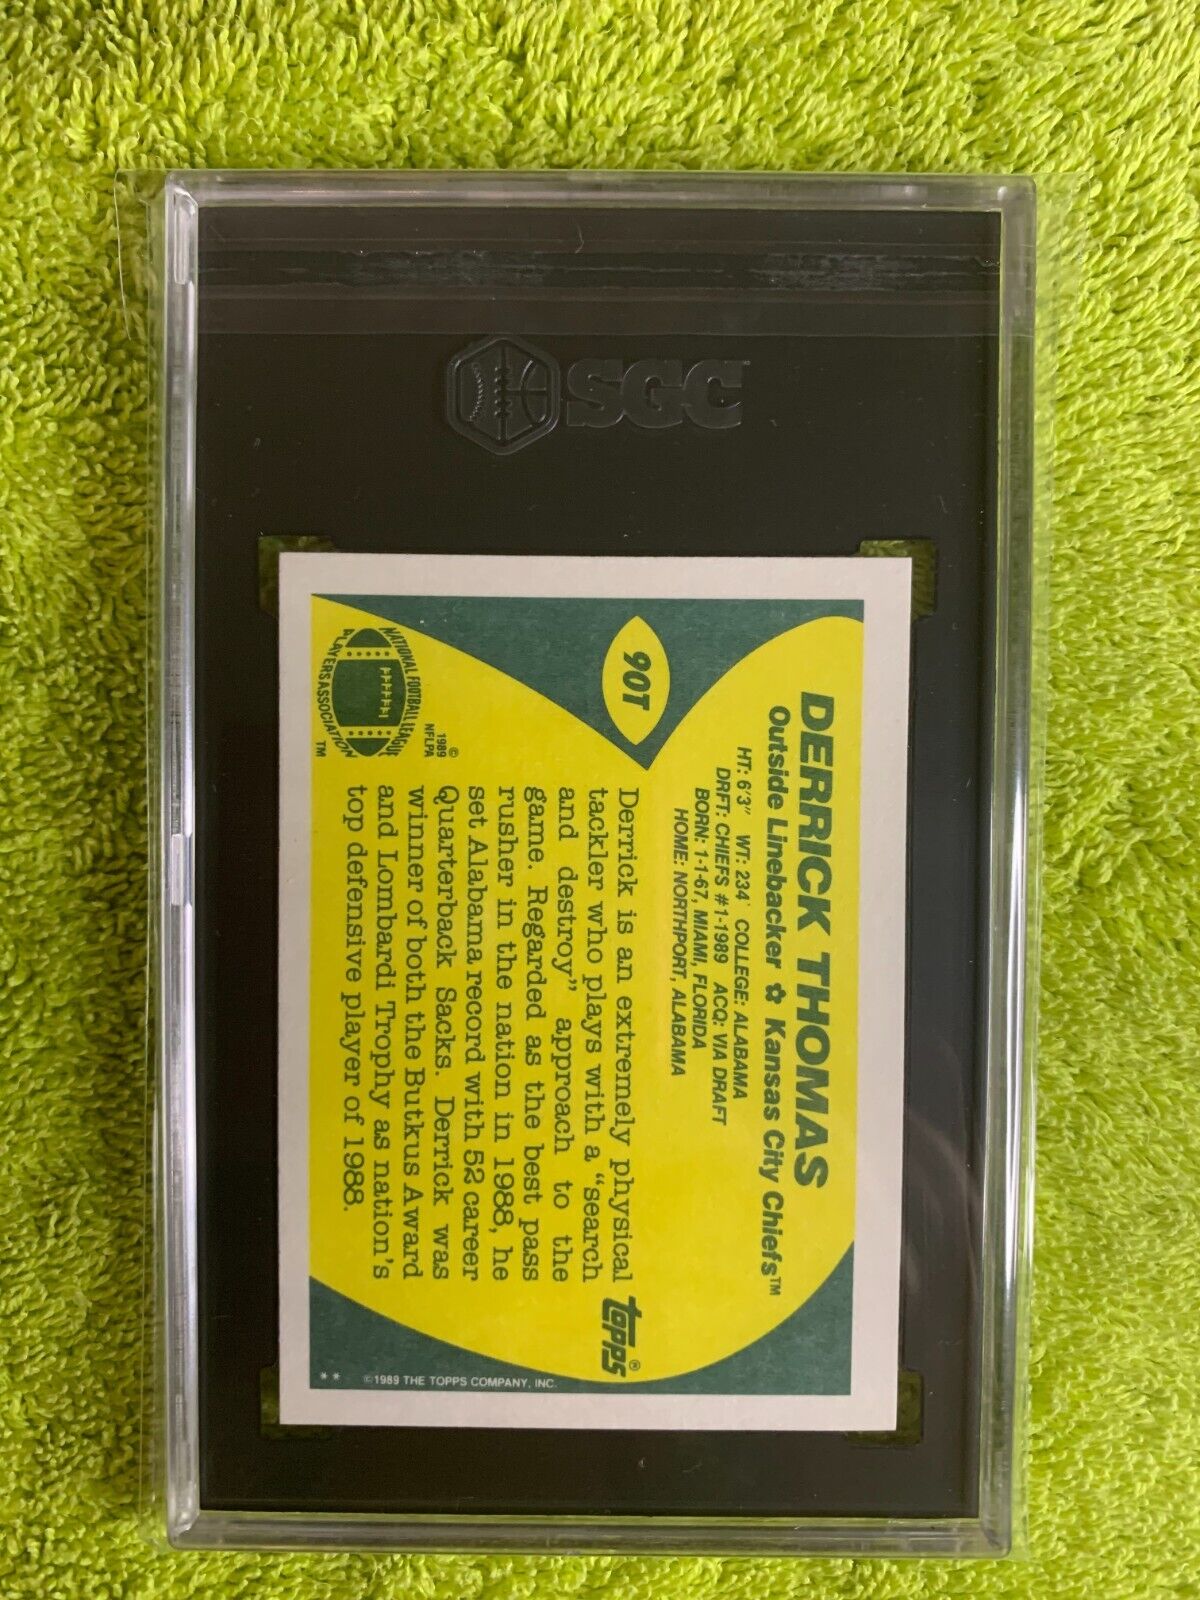 SGC
90T
DERRICK THOMAS
Outside Linebacker ✿ Kansas City Chiefs™
HT: 6'3" WT: 234 COLLEGE: ALABAMA
DRFT: CHIEFS #1-1989 ACQ: VIA DRAFT
BORN: 1-1-67, MIAMI, FLORIDA
HOME: NORTHPORT, ALABAMA
Derrick is an extremely physical
tackler who plays with a "search
and destroy" approach to the
game. Regarded as the best pass
rusher in the nation in 1988, he
set Alabama record with 52 career
Quarterback Sacks. Derrick was
winner of both the Butkus Award
and Lombardi Trophy as nation's
top defensive player of 1988.
NATIONAL FOOTBALL LEAGUE
PLAYERS ASSOCIATION
TM
©
1989
NFLPA
topps®
** ©1989 THE TOPPS COMPANY, INC.